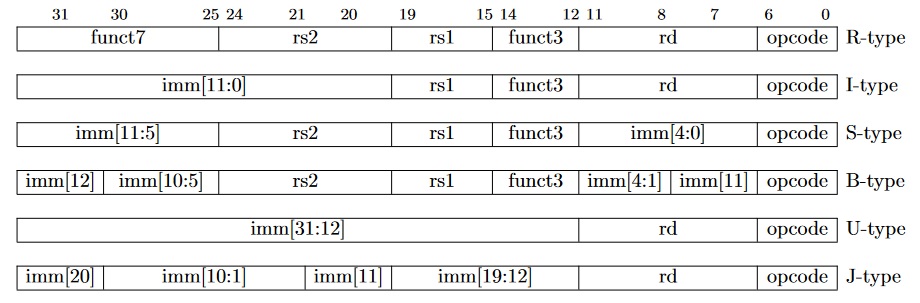 31 30 25 24 21 20 19 15 14 12 11 8 7 6 0
funct7 rs2 rs1 funct3 rd opcode R-type
imm[11:0] rs1 funct3 rd opcode I-type
imm[11:5] rs2 rs1 funct3 imm[4:0] opcode S-type
imm[12] imm[10:5] rs2 rs1 funct3 imm[4:1] imm[11] opcode B-type
imm[31:12] rd opcode U-type
imm[20] imm[10:1] imm[11] imm[19:12] rd opcode J-type